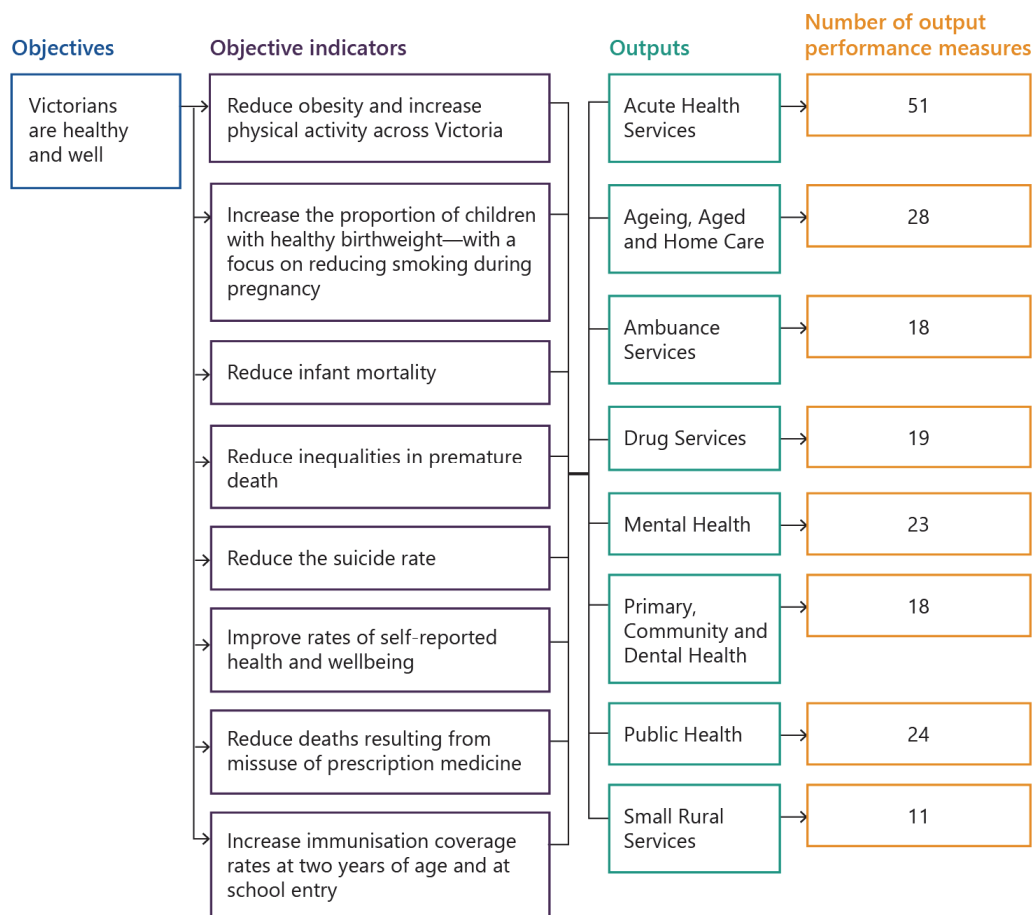 Objectives
Objective indicators
Outputs
Number of output
performance measures
Victorians
are healthy
and well
Reduce obesity and increase
physical activity across Victoria
Increase the proportion of children
with healthy birthweight—with a
focus on reducing smoking during
pregnancy
Reduce infant mortality
Reduce inequalities in premature
death
Reduce the suicide rate
Improve rates of self-reported
health and wellbeing
Reduce deaths resulting from
missuse of prescription medicine
Increase immunisation coverage
rates at two years of age and at
school entry
Acute Health
Services
51
Ageing, Aged
and Home Care
28
Ambuance
Services
18
Drug Services
19
Mental Health
23
Primary,
Community and
Dental Health
18
Public Health
24
Small Rural
Services
11